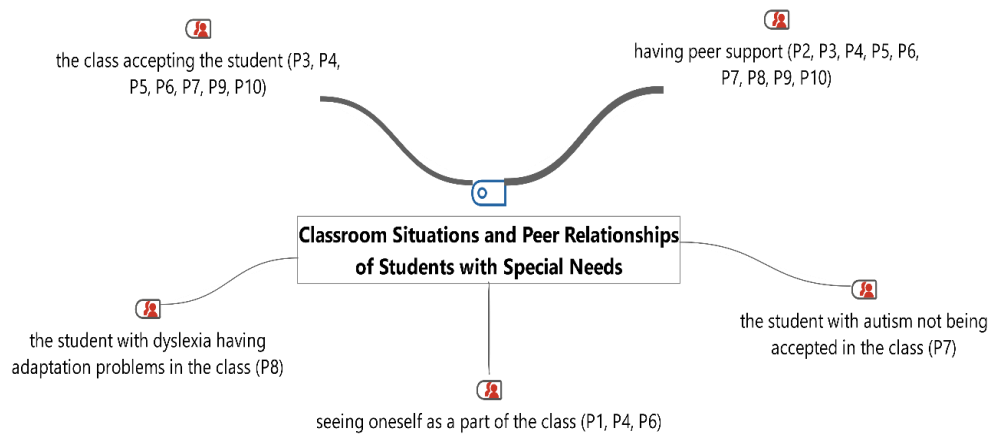 the class accepting the student (P3, P4,
P5, P6, P7, P9, P10)
having peer support (P2, P3, P4, P5, P6,
P7, P8, P9, P10)
Classroom Situations and Peer Relationships
of Students with Special Needs
the student with dyslexia having
adaptation problems in the class (P8)
the student with autism not being
accepted in the class (P7)
seeing oneself as a part of the class (P1, P4, P6)